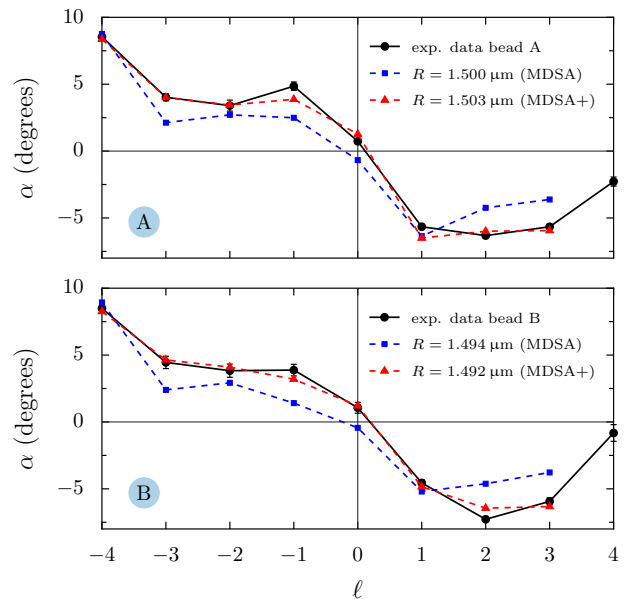 10
5
0
−5
α (degrees)
exp. data bead A
R = 1.500 µm (MDSA)
R = 1.503 µm (MDSA+)
A
10
5
0
−5
α (degrees)
exp. data bead B
R = 1.494 µm (MDSA)
R = 1.492 µm (MDSA+)
B
−4 −3 −2 −1 0 1 2 3 4
ℓ